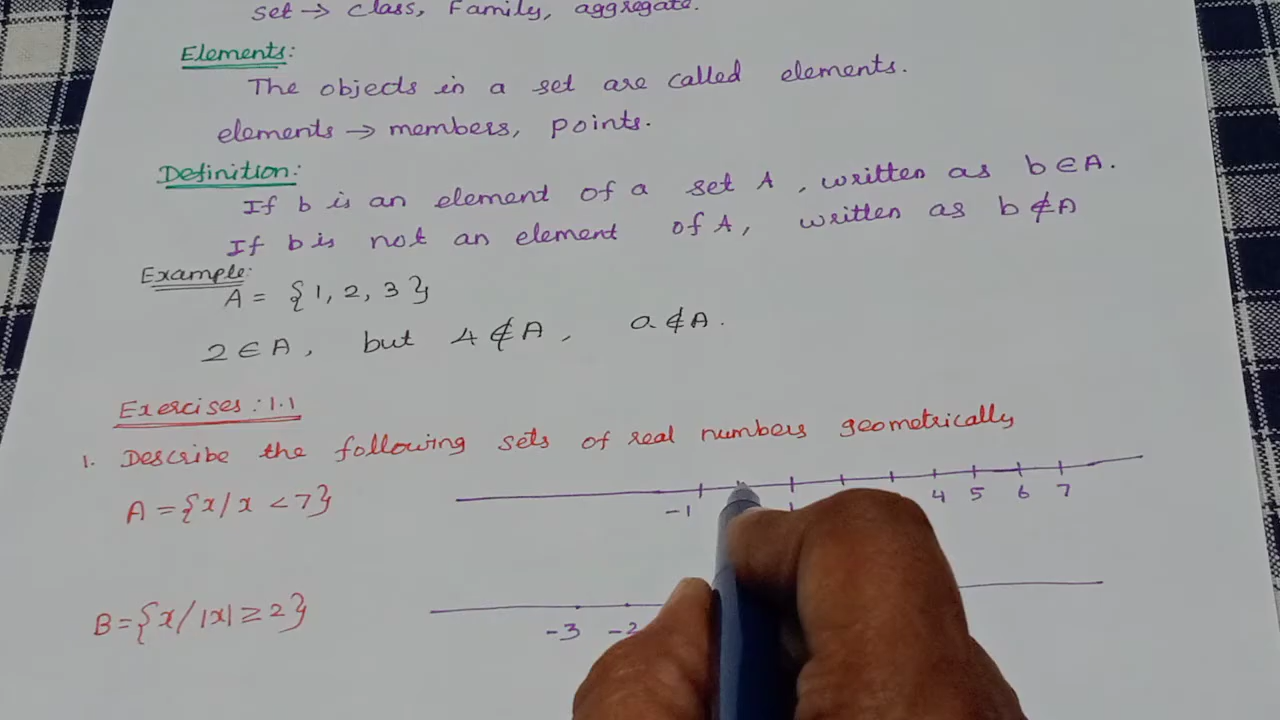 set → class, Family, aggregate.
Elements:
The objects in a set are called elements.
elements → members, points.
Definition:
If b is an element of a set A, written as b ∈ A.
If b is not an element of A, written as b ∉ A
Example:
A = {1, 2, 3}
2 ∈ A, but 4 ∉ A, a ∉ A.
Exercises: 1.1
1. Describe the following sets of real numbers geometrically
A = {x/x < 7}
-1 4 5 6 7
B = {x/|x| ≥ 2}
-3 -2